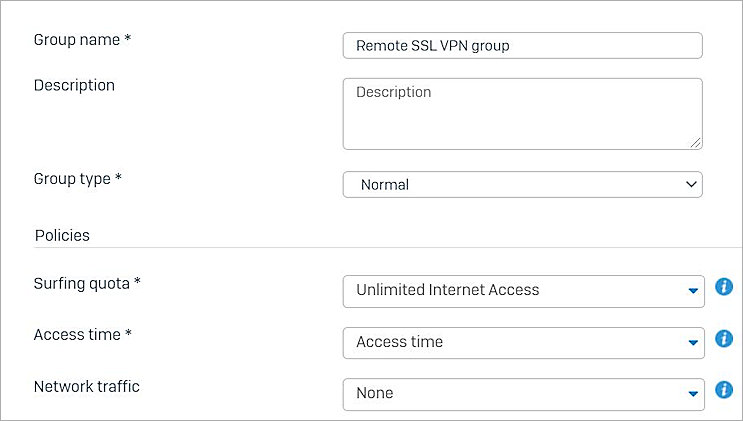 Group name * Remote SSL VPN group
Description Description
Group type * Normal
Policies
Surfing quota * Unlimited Internet Access
Access time * Access time
Network traffic None